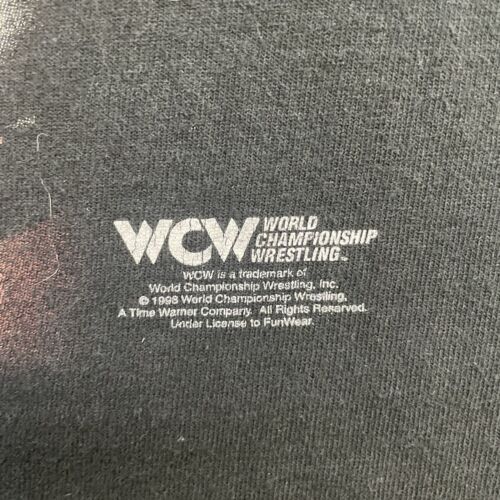 WCW WORLD
CHAMPIONSHIP
WRESTLING™
WCW is a trademark of
World Championship Wrestling, Inc.
© 1998 World Championship Wrestling,
A Time Warner Company. All Rights Reserved.
Under License to FunWear.